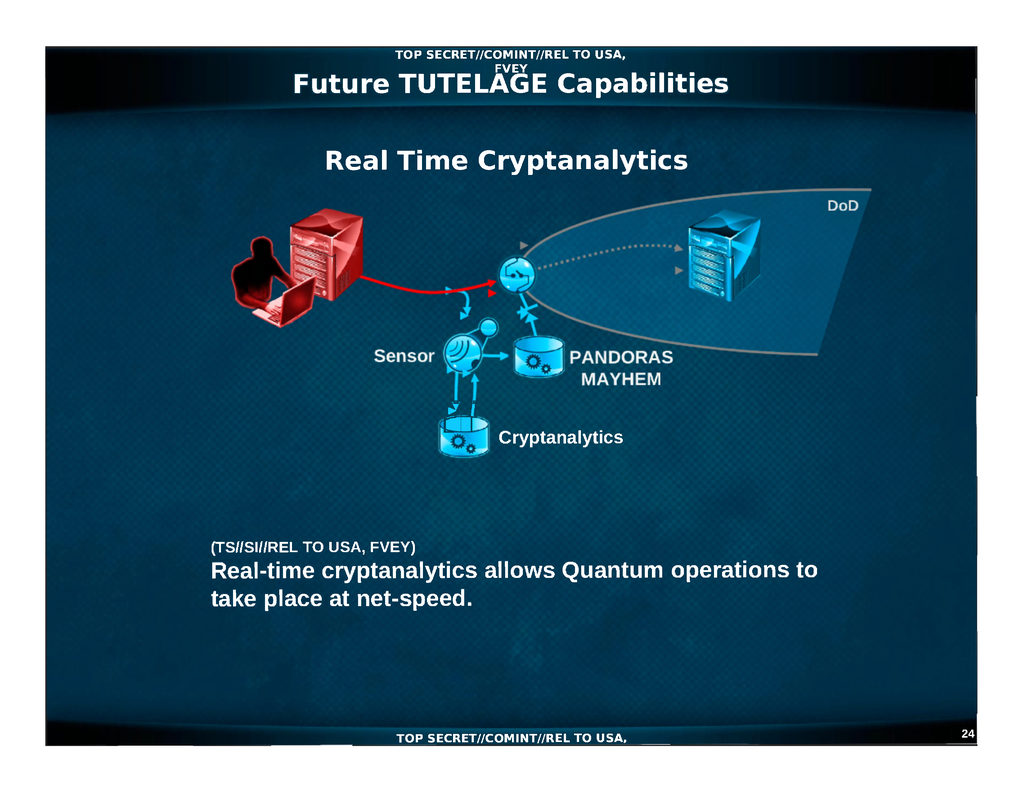 TOP SECRET//COMINT//REL TO USA,
FVEY
Future TUTELAGE Capabilities
Real Time Cryptanalytics
DoD
Sensor
PANDORAS
MAYHEM
Cryptanalytics
(TS//SI//REL TO USA, FVEY)
Real-time cryptanalytics allows Quantum operations to
take place at net-speed.
TOP SECRET//COMINT//REL TO USA,
24